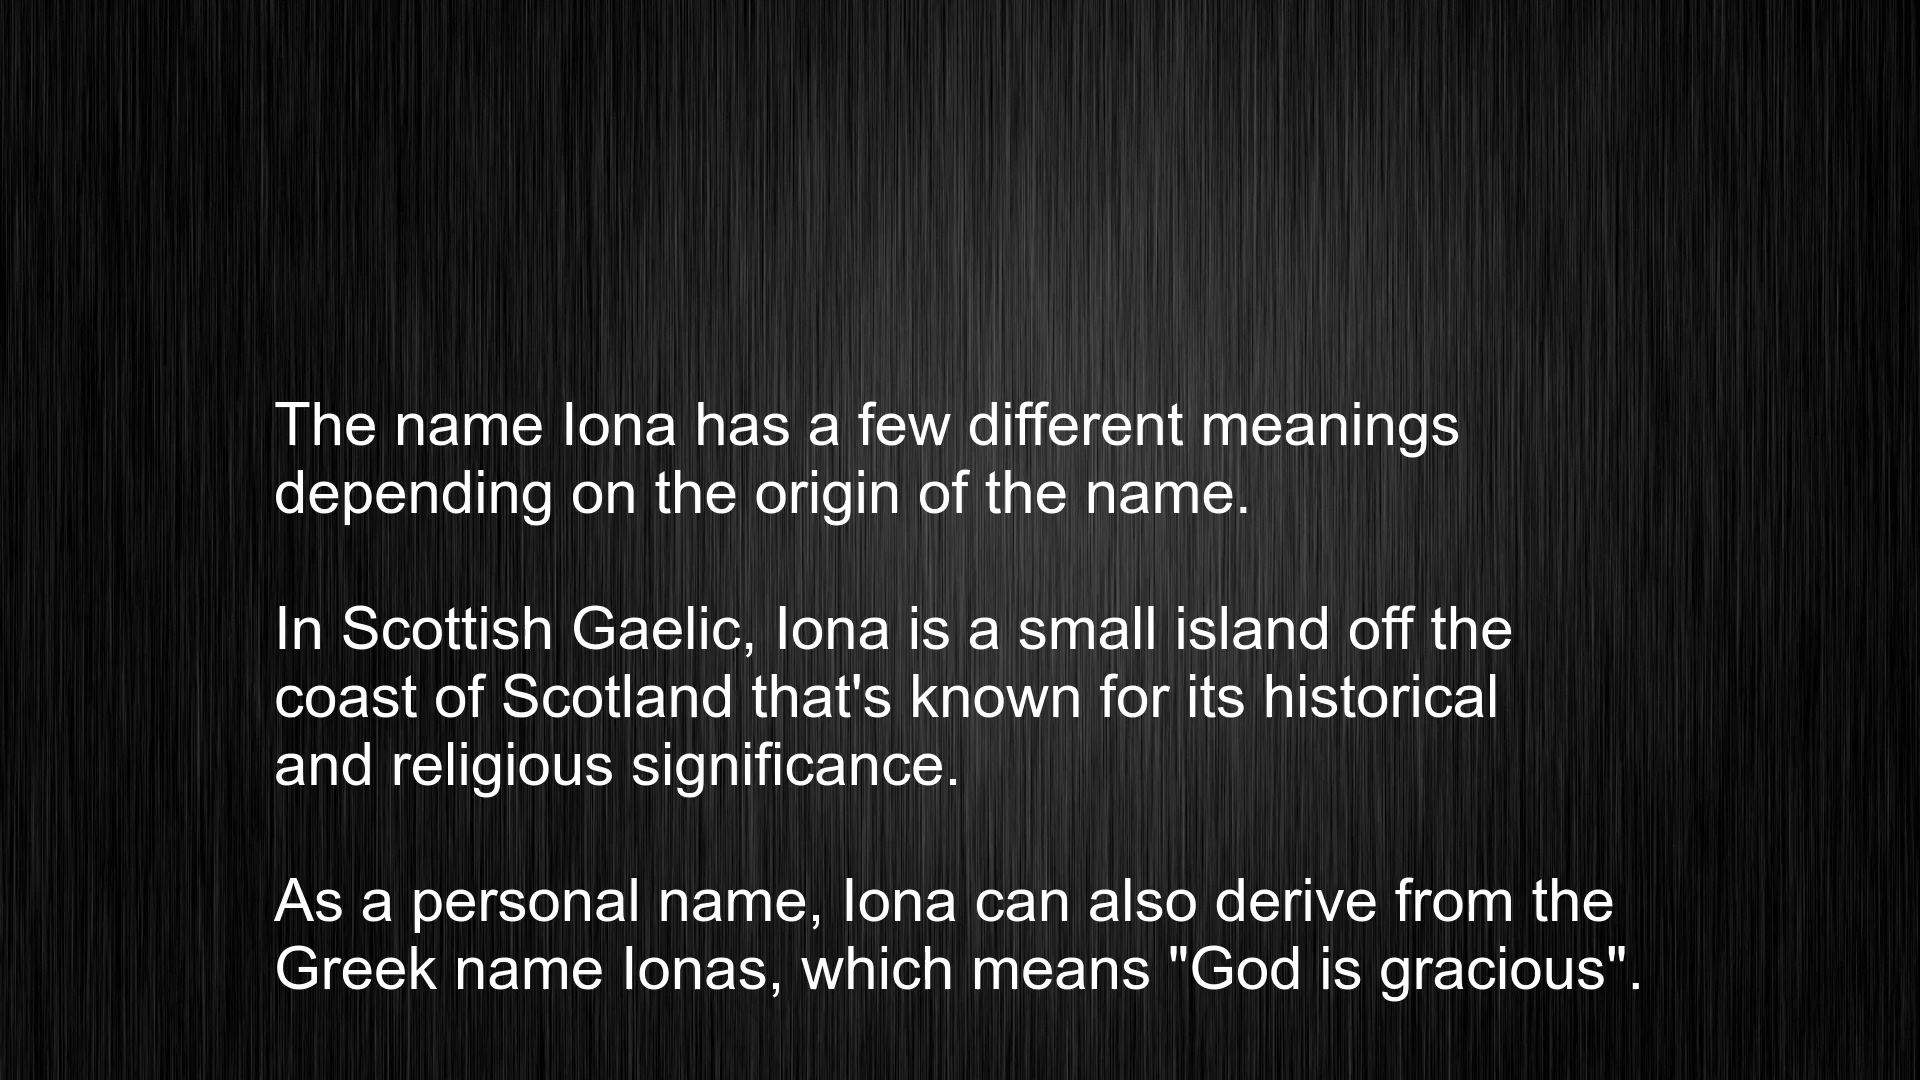 The name Iona has a few different meanings
depending on the origin of the name.
In Scottish Gaelic, Iona is a small island off the
coast of Scotland that's known for its historical
and religious significance.
As a personal name, Iona can also derive from the
Greek name Ionas, which means "God is gracious".